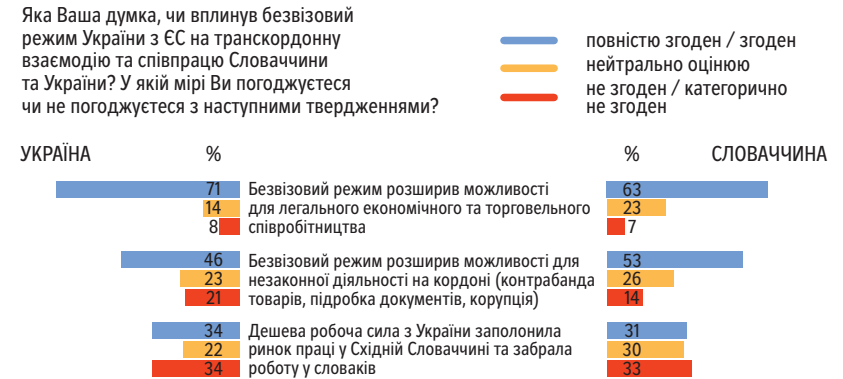 Яка Ваша думка, чи вплинув безвізовий
режим України з ЄС на транскордонну
взаємодію та співпрацю Словаччини
та України? У якій мірі Ви погоджуєтеся
чи не погоджуєтеся з наступними твердженнями?
повністю згоден / згоден
нейтрально оцінюю
не згоден / категорично
не згоден
УКРАЇНА % % СЛОВАЧЧИНА
71 Безвізовий режим розширив можливості 63
14 для легального економічного та торговельного 23
8 співробітництва 7
46 Безвізовий режим розширив можливості для 53
23 незаконної діяльності на кордоні (контрабанда 26
21 товарів, підробка документів, корупція) 14
34 Дешева робоча сила з України заполонила 31
22 ринок праці у Східній Словаччині та забрала 30
34 роботу у словаків 33